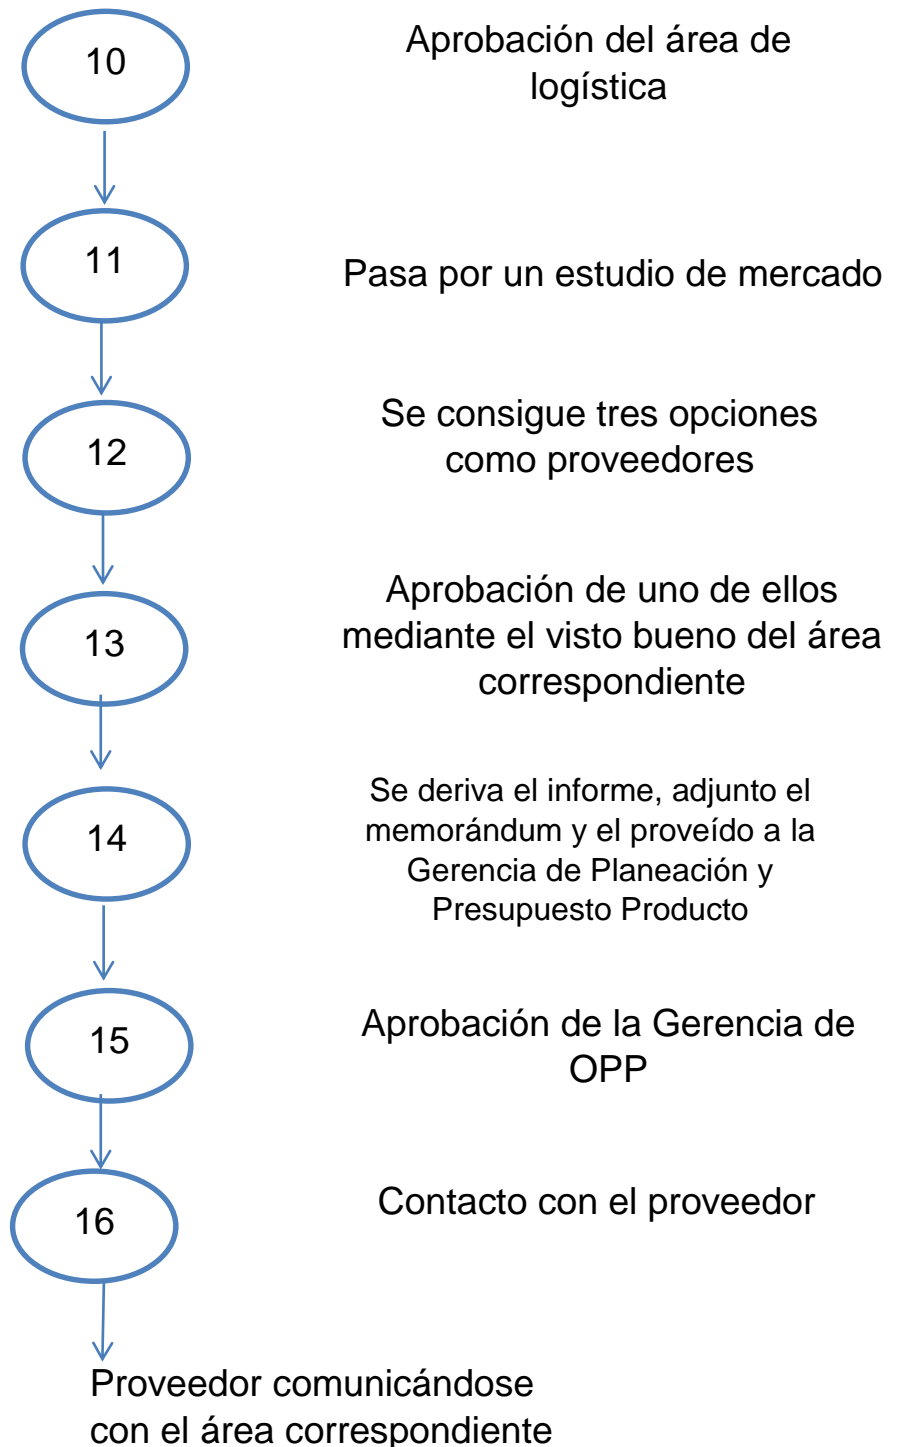 10
Aprobación del área de
logística
11
Pasa por un estudio de mercado
12
Se consigue tres opciones
como proveedores
13
Aprobación de uno de ellos
mediante el visto bueno del área
correspondiente
14
Se deriva el informe, adjunto el
memorándum y el proveído a la
Gerencia de Planeación y
Presupuesto Producto
15
Aprobación de la Gerencia de
OPP
16
Contacto con el proveedor
Proveedor comunicándose
con el área correspondiente